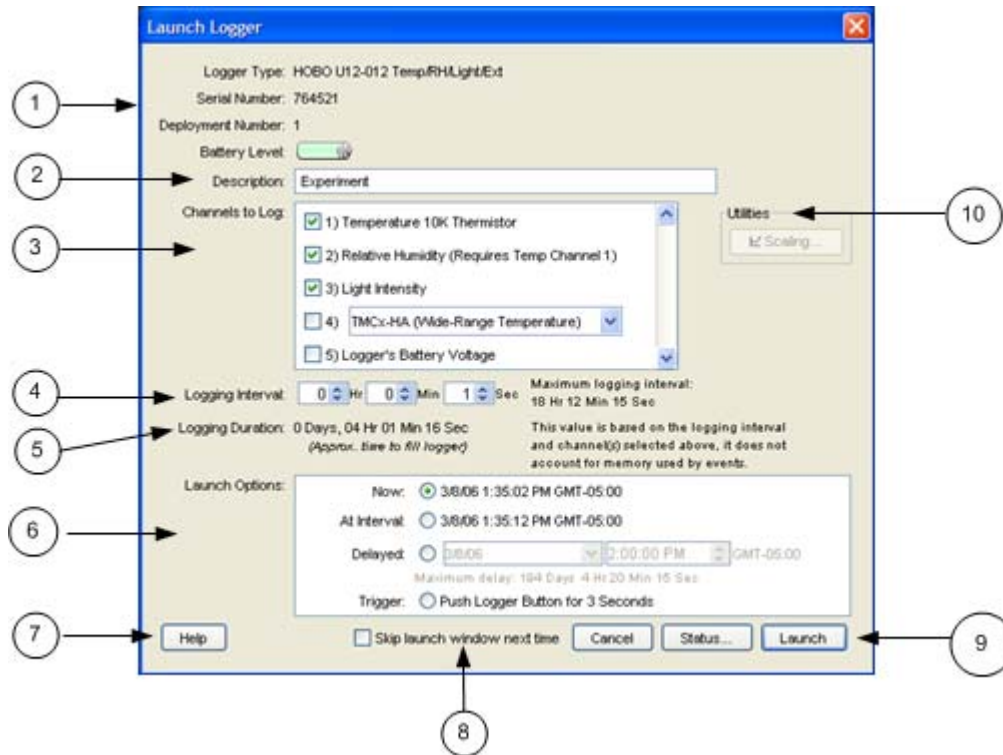 Launch Logger
Logger Type: HOBO U12-012 Temp/RH/Light/Ext
1
Serial Number: 764521
Deployment Number: 1
Battery Level:
2
Description: Experiment
3
Channels to Log:
1) Temperature 10K Thermistor
2) Relative Humidity (Requires Temp Channel 1)
3) Light Intensity
4) TMCx-HA (Wide-Range Temperature)
5) Logger's Battery Voltage
Utilities
10
Scaling...
4
Logging Interval: 0 Hr 0 Min 1 Sec
Maximum logging interval:
18 Hr 12 Min 15 Sec
5
Logging Duration: 0 Days, 04 Hr 01 Min 16 Sec
(Approx. time to fill logger)
This value is based on the logging interval
and channel(s) selected above, it does not
account for memory used by events.
6
Launch Options:
Now: 3/8/06 1:35:02 PM GMT-05:00
At Interval: 3/8/06 1:35:12 PM GMT-05:00
Delayed: 3/8/06 2:00:00 PM GMT-05:00
Maximum delay: 194 Days 4 Hr 20 Min 15 Sec
Trigger: Push Logger Button for 3 Seconds
7
Help
Skip launch window next time
Cancel
Status...
Launch
9
8